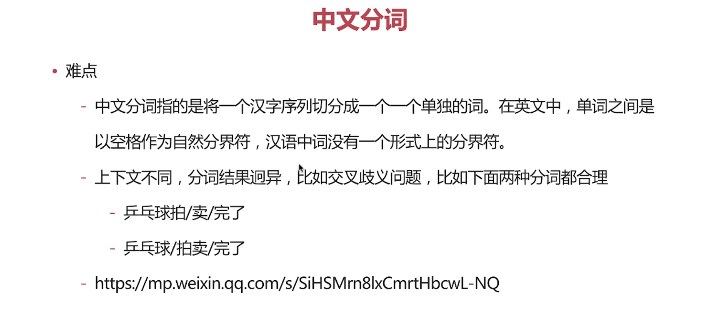 中文分词
• 难点
- 中文分词指的是将一个汉字序列切分成一个一个单独的词。在英文中，单词之间是
以空格作为自然分界符，汉语中词没有一个形式上的分界符。
- 上下文不同，分词结果迥异，比如交叉歧义问题，比如下面两种分词都合理
- 乒乓球拍/卖/完了
- 乒乓球/拍卖/完了
- https://mp.weixin.qq.com/s/SiHSMrn8lxCmrtHbcwL-NQ